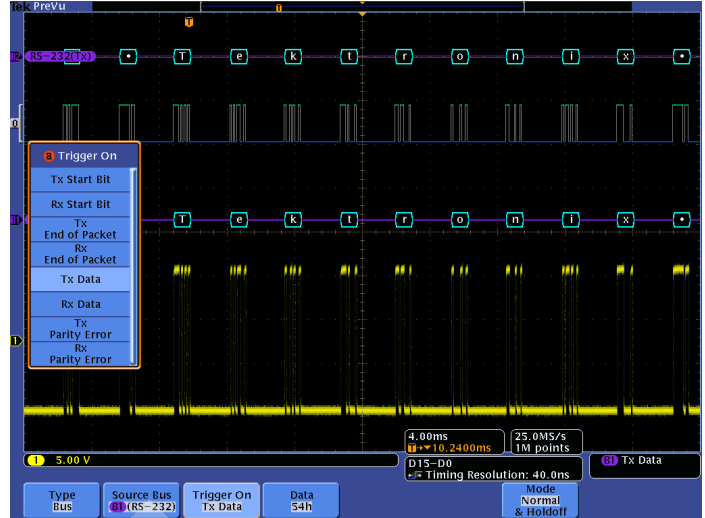 Tek PreVu
T
T
B2 RS-232(Tx) • T e k t r o n i x •
0
a Trigger On
Tx Start Bit
Rx Start Bit
Tx
End of Packet
Rx
End of Packet
Tx Data
Rx Data
Tx
Parity Error
Rx
Parity Error
B1 T e k t r o n i x •
1
4.00ms
T→▼10.2400ms
25.0MS/s
1M points
1 5.00 V
D15-D0
Timing Resolution: 40.0ns
B1 Tx Data
Type
Bus
Source Bus
B1 (RS-232)
Trigger On
Tx Data
Data
54h
Mode
Normal
& Holdoff